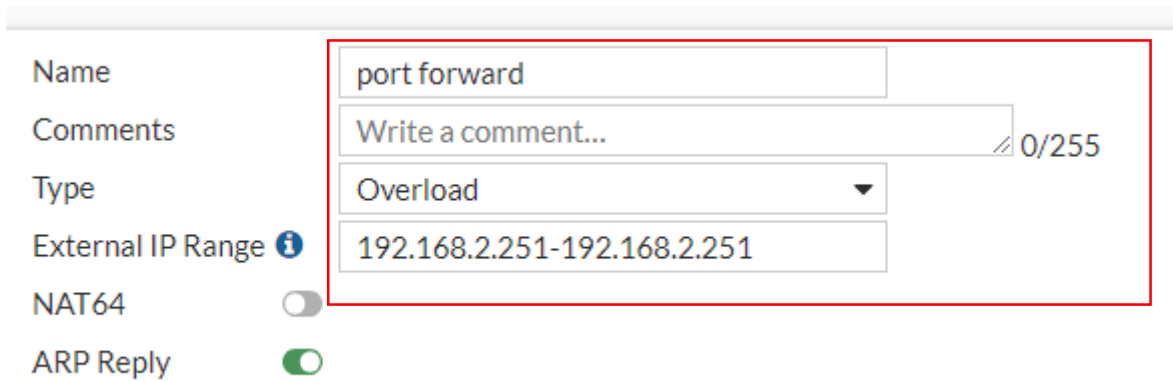 Name port forward
Comments Write a comment... 0/255
Type Overload
External IP Range 192.168.2.251-192.168.2.251
NAT64
ARP Reply